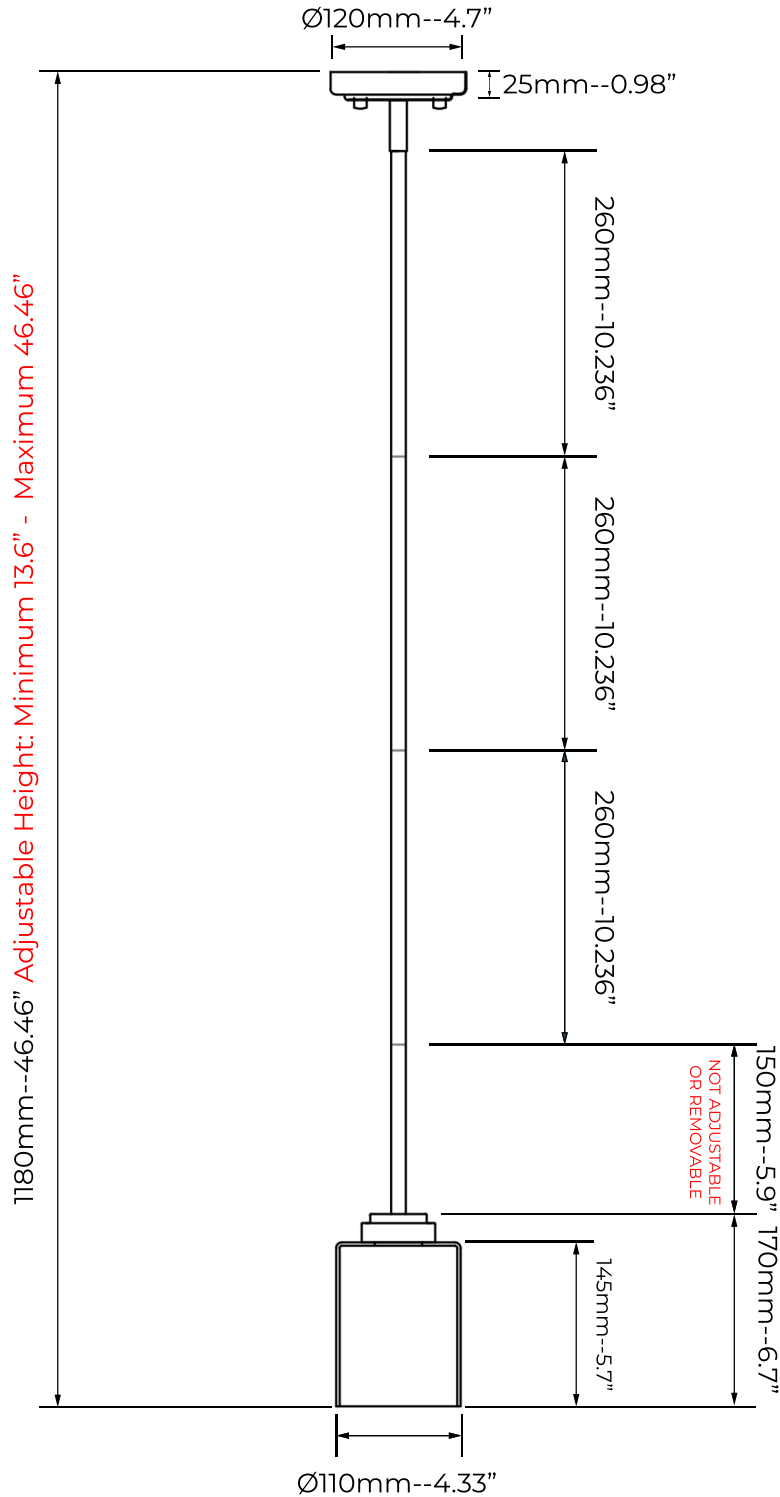 Ø120mm--4.7”
25mm--0.98”
260mm--10.236”
260mm--10.236”
260mm--10.236”
1180mm--46.46” Adjustable Height: Minimum 13.6” - Maximum 46.46”
150mm--5.9”
NOT ADJUSTABLE
OR REMOVABLE
170mm--6.7”
145mm--5.7”
Ø110mm--4.33”